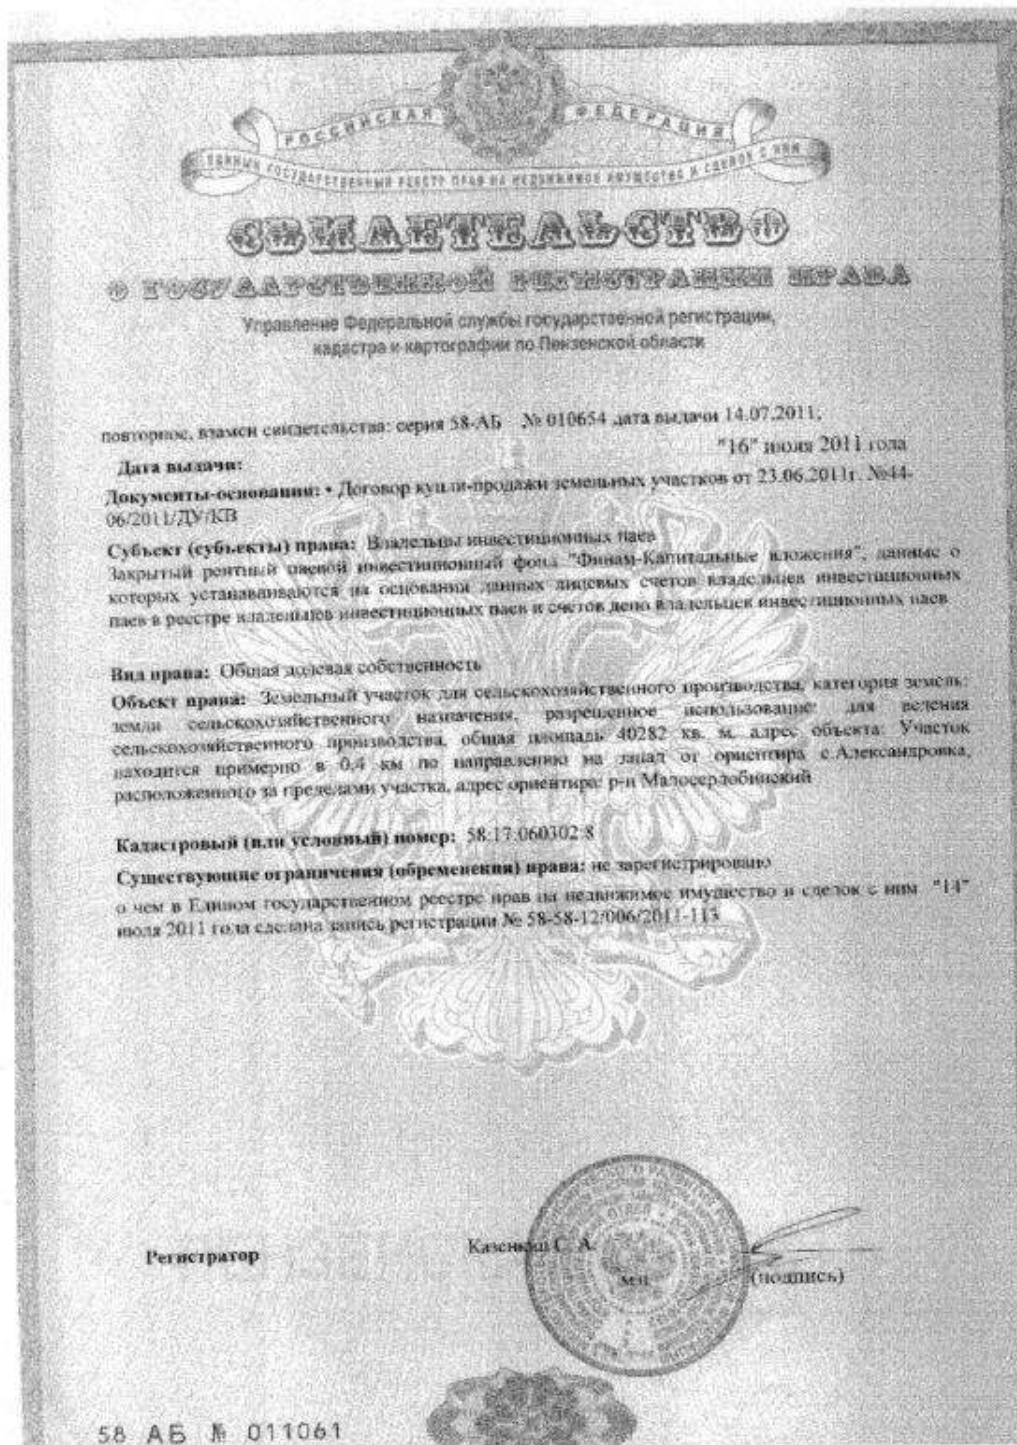 РОССИЙСКАЯ ФЕДЕРАЦИЯ
ЕДИНЫЙ ГОСУДАРСТВЕННЫЙ РЕЕСТР ПРАВ НА НЕДВИЖИМОЕ ИМУЩЕСТВО И СДЕЛОК С НИМ
СВИДЕТЕЛЬСТВО
О ГОСУДАРСТВЕННОЙ РЕГИСТРАЦИИ ПРАВА
Управление Федеральной службы государственной регистрации,
кадастра и картографии по Пензенской области
повторное, взамен свидетельства: серия 58-АБ № 010654 дата выдачи 14.07.2011;
Дата выдачи: "16" июля 2011 года
Документы-основания: • Договор купли-продажи земельных участков от 23.06.2011г. №44-
06/2011/ДУ/КВ
Субъект (субъекты) права: Владельцы инвестиционных паев
Закрытый рентный паевой инвестиционный фонд "Финам-Капитальные вложения", данные о
которых устанавливаются на основании данных лицевых счетов владельцев инвестиционных
паев в реестре владельцев инвестиционных паев и счетов депо владельцев инвестиционных паев
Вид права: Общая долевая собственность
Объект права: Земельный участок для сельскохозяйственного производства, категория земель:
земли сельскохозяйственного назначения, разрешенное использование: для ведения
сельскохозяйственного производства, общая площадь 40282 кв. м, адрес объекта: Участок
находится примерно в 0,4 км по направлению на запад от ориентира с.Александровка,
расположенного за пределами участка, адрес ориентира: р-н Малосердобинский
Кадастровый (или условный) номер: 58:17:060302:8
Существующие ограничения (обременения) права: не зарегистрировано
о чем в Едином государственном реестре прав на недвижимое имущество и сделок с ним "14"
июля 2011 года сделана запись регистрации № 58-58-12/006/2011-113
Регистратор С. А.
м.п. (подпись)
58 АБ № 011061